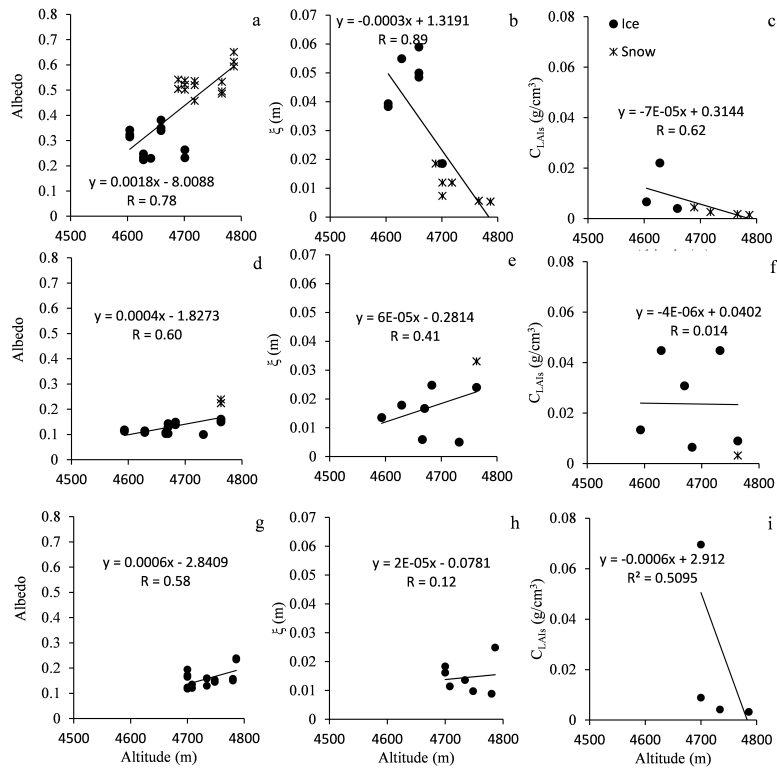 a
0.8
0.7
0.6
0.5
0.4
0.3
0.2
0.1
0
Albedo
y = 0.0018x - 8.0088
R = 0.78
4500
4600
4700
4800
b
0.07
0.06
0.05
0.04
0.03
0.02
0.01
0
ξ (m)
y = -0.0003x + 1.3191
R = 0.89
4500
4600
4700
4800
c
0.08
0.06
0.04
0.02
0
C_LAIs (g/cm³)
Ice
Snow
y = -7E-05x + 0.3144
R = 0.62
4500
4600
4700
4800
d
0.8
0.7
0.6
0.5
0.4
0.3
0.2
0.1
0
Albedo
y = 0.0004x - 1.8273
R = 0.60
4500
4600
4700
4800
e
0.07
0.06
0.05
0.04
0.03
0.02
0.01
0
ξ (m)
y = 6E-05x - 0.2814
R = 0.41
4500
4600
4700
4800
f
0.08
0.06
0.04
0.02
0
C_LAIs (g/cm³)
y = -4E-06x + 0.0402
R = 0.014
4500
4600
4700
4800
g
0.8
0.7
0.6
0.5
0.4
0.3
0.2
0.1
0
Albedo
y = 0.0006x - 2.8409
R = 0.58
4500
4600
4700
4800
Altitude (m)
h
0.07
0.06
0.05
0.04
0.03
0.02
0.01
0
ξ (m)
y = 2E-05x - 0.0781
R = 0.12
4500
4600
4700
4800
Altitude (m)
i
0.08
0.06
0.04
0.02
0
C_LAIs (g/cm³)
y = -0.0006x + 2.912
R² = 0.5095
4500
4600
4700
4800
Altitude (m)